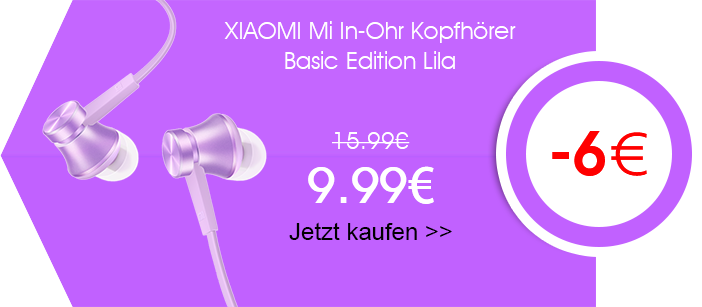 XIAOMI Mi In-Ohr Kopfhörer
Basic Edition Lila
15.99€
9.99€
Jetzt kaufen >>
-6€